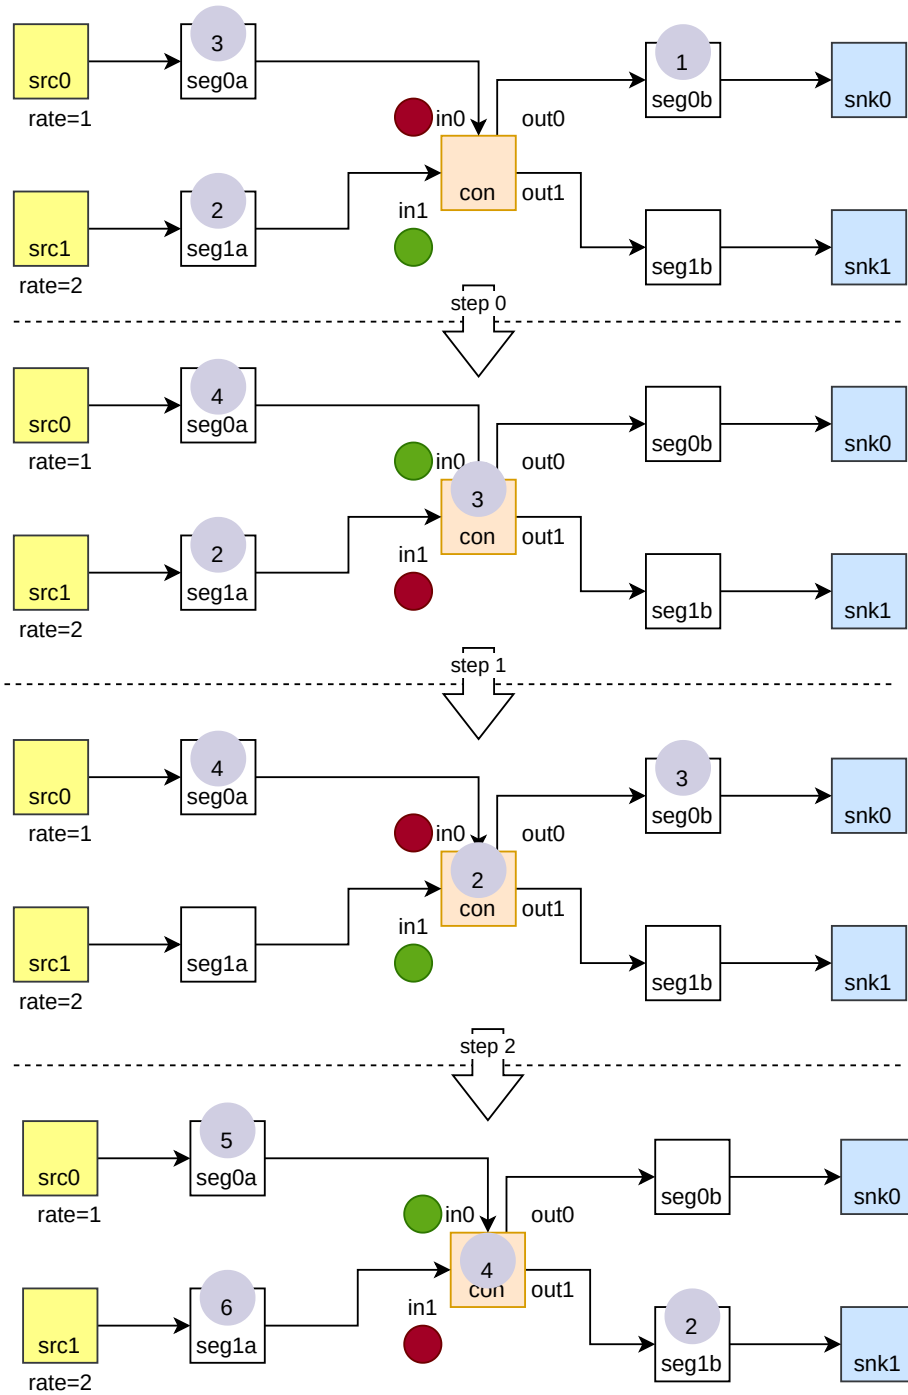 3
1
src0
seg0a
seg0b
snk0
rate=1
in0
out0
2
con
in1
out1
src1
seg1a
seg1b
snk1
rate=2
step 0
4
src0
seg0a
seg0b
snk0
rate=1
in0
out0
3
2
con
in1
out1
src1
seg1a
seg1b
snk1
rate=2
step 1
4
3
src0
seg0a
seg0b
snk0
rate=1
in0
out0
2
con
in1
out1
src1
seg1a
seg1b
snk1
rate=2
step 2
5
src0
seg0a
seg0b
snk0
rate=1
in0
out0
4
con
out1
6
in1
2
src1
seg1a
seg1b
snk1
rate=2